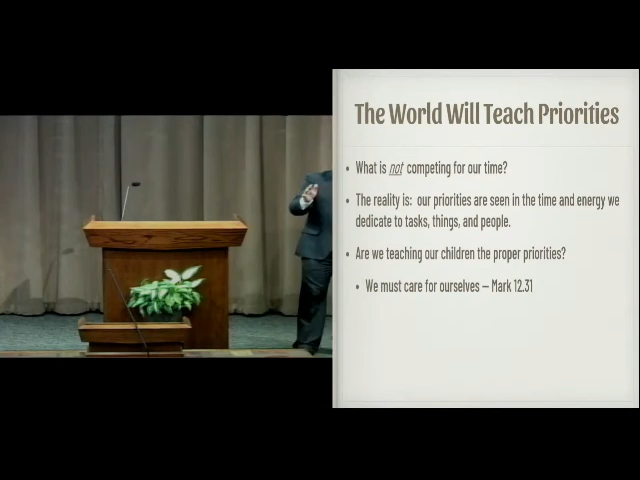 The World Will Teach Priorities
• What is not competing for our time?
• The reality is: our priorities are seen in the time and energy we
dedicate to tasks, things, and people.
• Are we teaching our children the proper priorities?
• We must care for ourselves – Mark 12.31